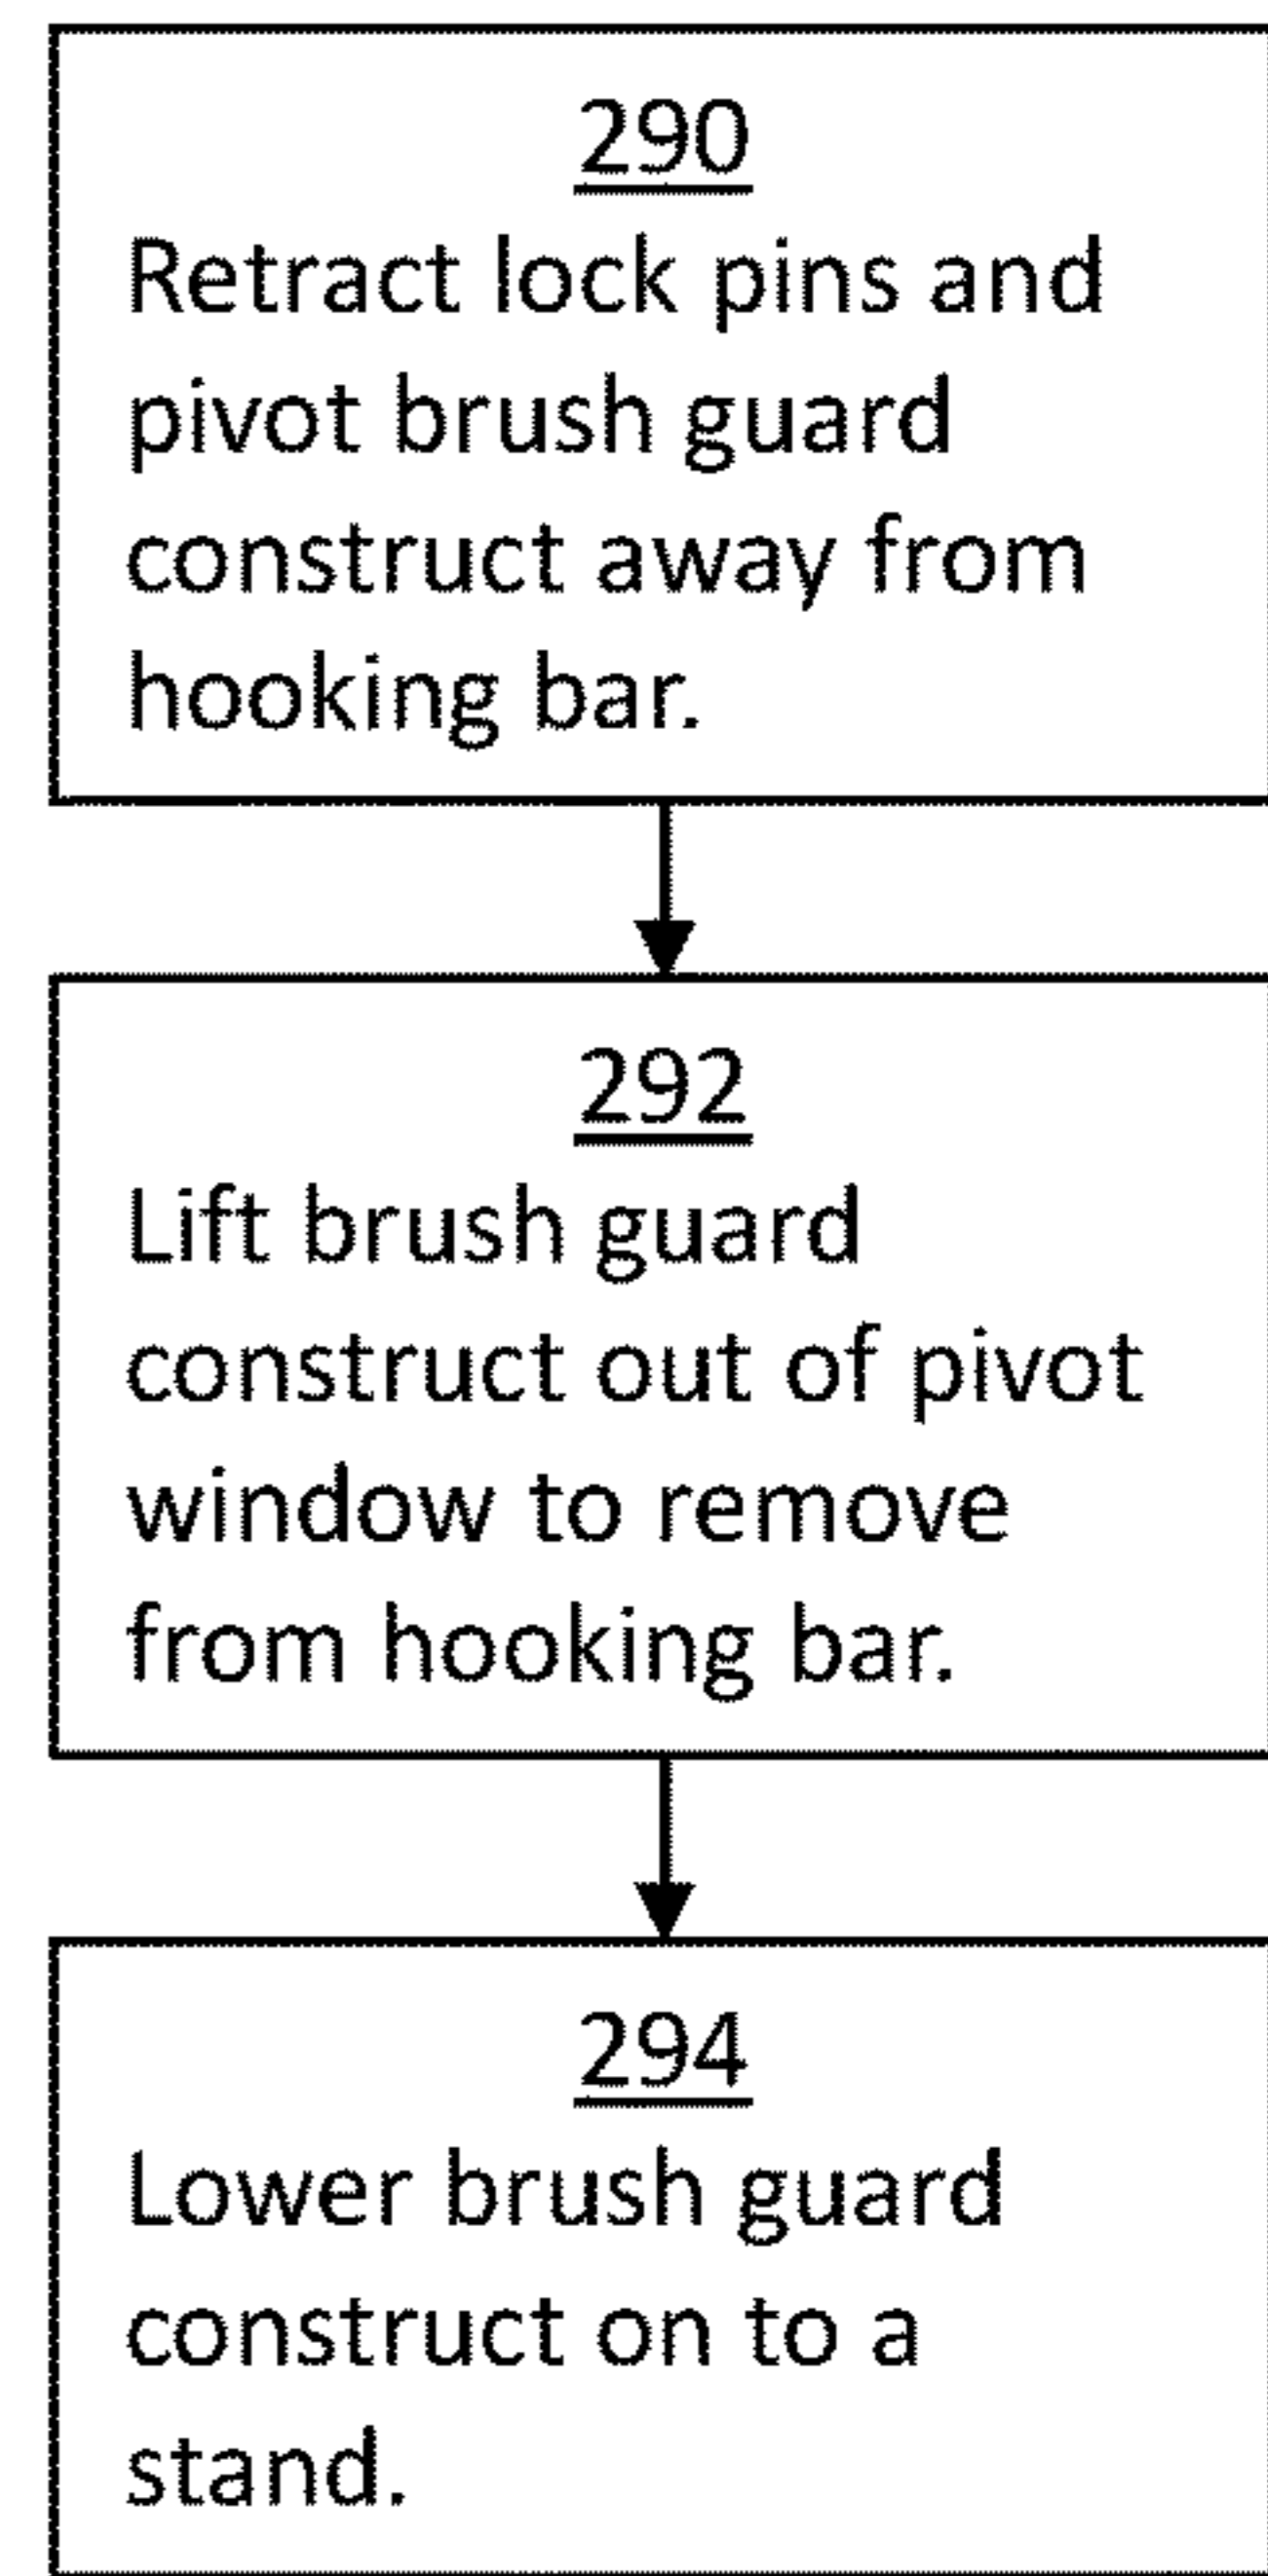 290
Retract lock pins and
pivot brush guard
construct away from
hooking bar.
292
Lift brush guard
construct out of pivot
window to remove
from hooking bar.
294
Lower brush guard
construct on to a
stand.